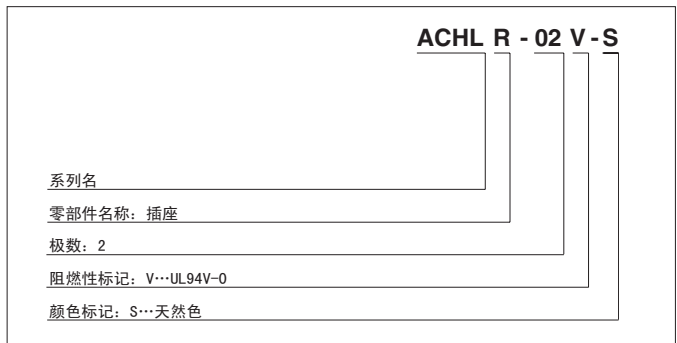 ACHL R - 02 V - S
系列名
零部件名称：插座
极数：2
阻燃性标记：V…UL94V-0
颜色标记：S…天然色